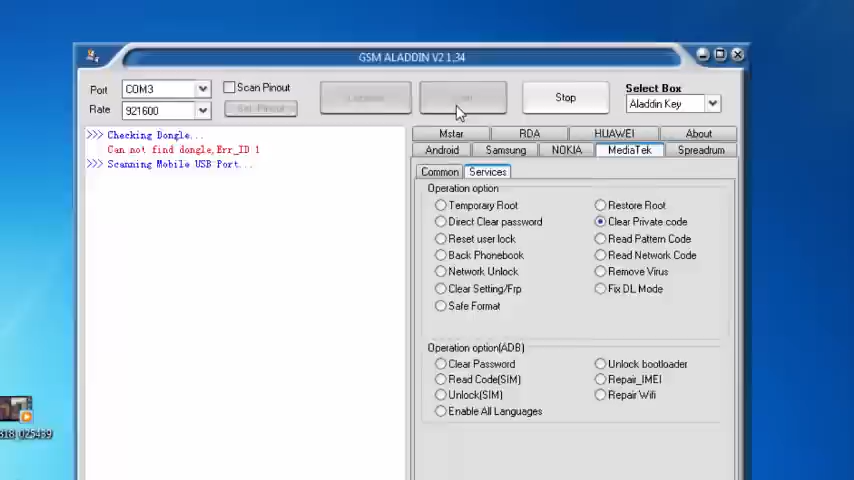 GSM ALADDIN V2 1.34
Port COM3 Scan Pinout Stop Select Box
Rate 921600 Set Pinout Aladdin Key
>>> Checking Dongle...
Can not find dongle,Err_ID 1
>>> Scanning Mobile USB Port...
Mstar RDA HUAWEI About
Android Samsung NOKIA MediaTek Spreadrum
Common Services
Operation option
Temporary Root Restore Root
Direct Clear password Clear Private code
Reset user lock Read Pattern Code
Back Phonebook Read Network Code
Network Unlock Remove Virus
Clear Setting/Frp Fix DL Mode
Safe Format
Operation option(ADB)
Clear Password Unlock bootloader
Read Code(SIM) Repair_IMEI
Unlock(SIM) Repair Wifi
Enable All Languages
818_025439